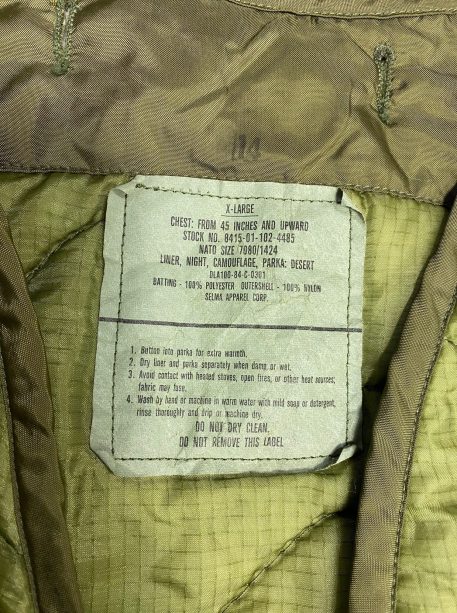 114
X-LARGE
CHEST: FROM 45 INCHES AND UPWARD
STOCK NO. 8415-01-102-4485
NATO SIZE 7080/1424
LINER, NIGHT, CAMOUFLAGE, PARKA: DESERT
DLA100-84-C-0361
BATTING - 100% POLYESTER OUTERSHELL - 100% NYLON
SELMA APPAREL CORP.
1. Button into parka for extra warmth.
2. Dry liner and parka separately when damp, or wet.
3. Avoid contact with heated stoves, open fires, or other heat sources;
fabric may fuse.
4. Wash by hand or machine in warm water with mild soap or detergent,
rinse thoroughly and drip or machine dry.
DO NOT DRY CLEAN.
DO NOT REMOVE THIS LABEL